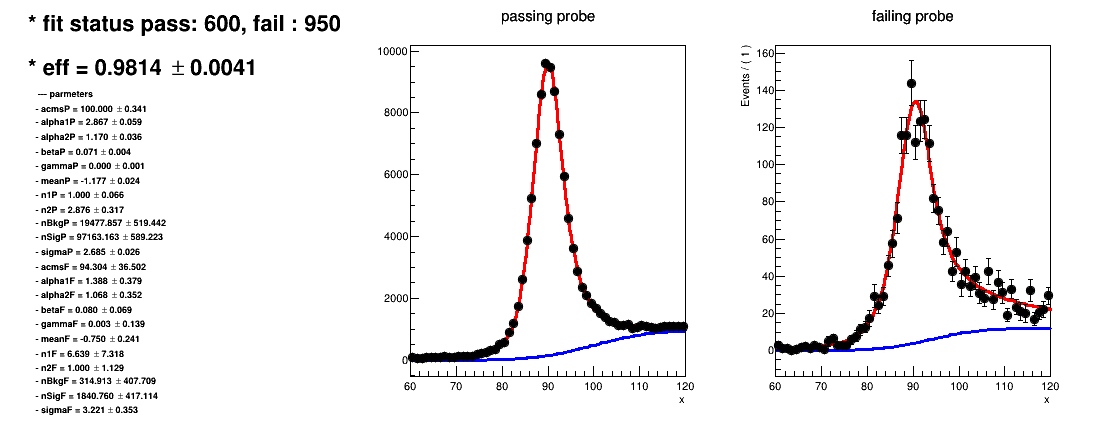 * fit status pass: 600, fail : 950
* eff = 0.9814 ± 0.0041
--- parmeters
- acmsP = 100.000 ± 0.341
- alpha1P = 2.867 ± 0.059
- alpha2P = 1.170 ± 0.036
- betaP = 0.071 ± 0.004
- gammaP = 0.000 ± 0.001
- meanP = -1.177 ± 0.024
- n1P = 1.000 ± 0.066
- n2P = 2.876 ± 0.317
- nBkgP = 19477.857 ± 519.442
- nSigP = 97163.163 ± 589.223
- sigmaP = 2.685 ± 0.026
- acmsF = 94.304 ± 36.502
- alpha1F = 1.388 ± 0.379
- alpha2F = 1.068 ± 0.352
- betaF = 0.080 ± 0.069
- gammaF = 0.003 ± 0.139
- meanF = -0.750 ± 0.241
- n1F = 6.639 ± 7.318
- n2F = 1.000 ± 1.129
- nBkgF = 314.913 ± 407.709
- nSigF = 1840.760 ± 417.114
- sigmaF = 3.221 ± 0.353
passing probe
10000
8000
6000
4000
2000
0
60 70 80 90 100 110 120
x
failing probe
Events / ( 1 )
160
140
120
100
80
60
40
20
0
60 70 80 90 100 110 120
x